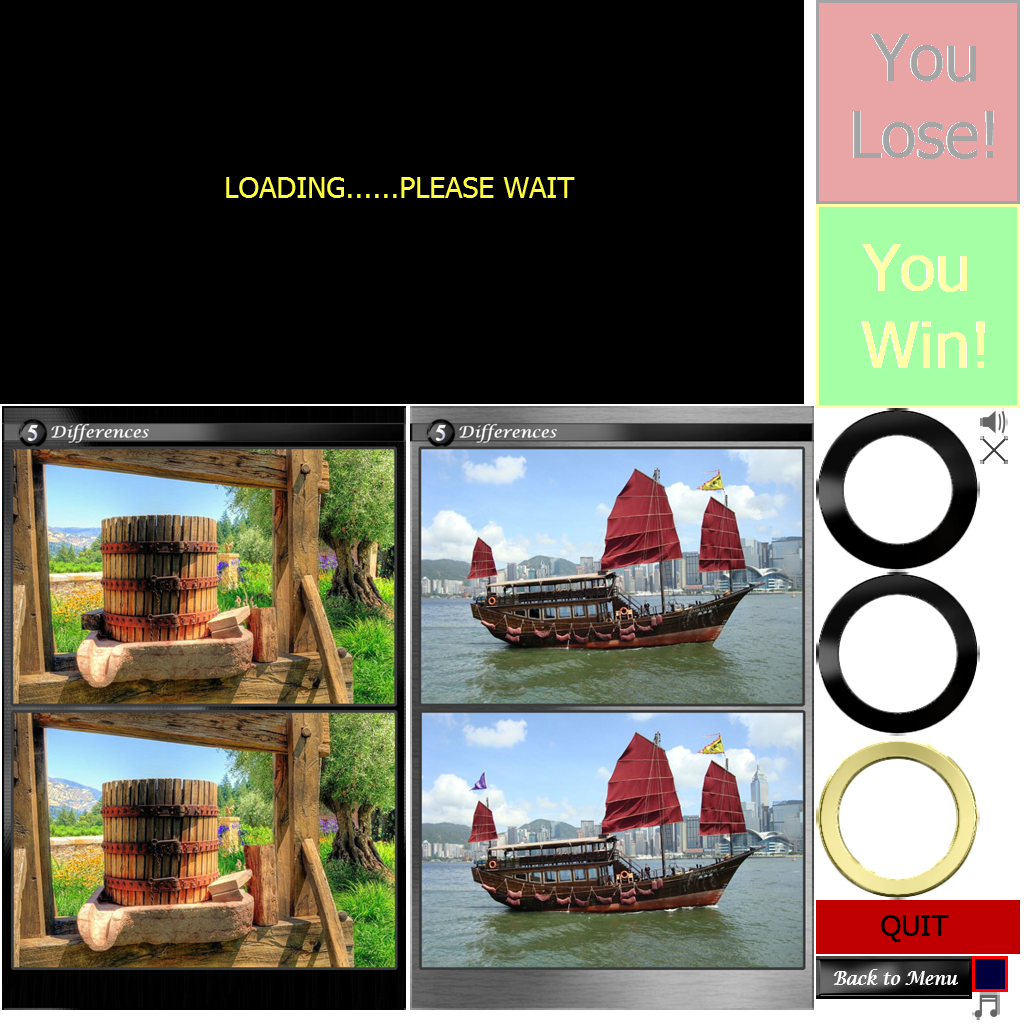 LOADING......PLEASE WAIT
You
Lose!
You
Win!
5 Differences
5 Differences
QUIT
Back to Menu